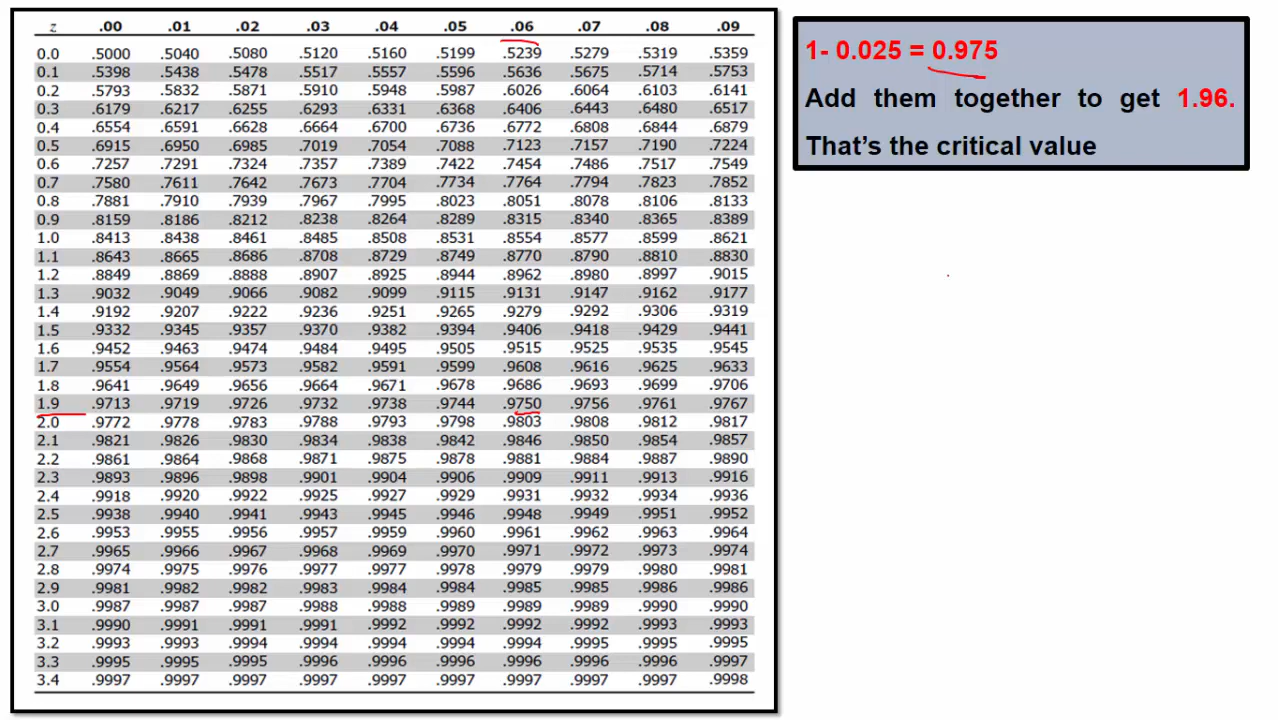 z .00 .01 .02 .03 .04 .05 .06 .07 .08 .09
0.0 .5000 .5040 .5080 .5120 .5160 .5199 .5239 .5279 .5319 .5359
0.1 .5398 .5438 .5478 .5517 .5557 .5596 .5636 .5675 .5714 .5753
0.2 .5793 .5832 .5871 .5910 .5948 .5987 .6026 .6064 .6103 .6141
0.3 .6179 .6217 .6255 .6293 .6331 .6368 .6406 .6443 .6480 .6517
0.4 .6554 .6591 .6628 .6664 .6700 .6736 .6772 .6808 .6844 .6879
0.5 .6915 .6950 .6985 .7019 .7054 .7088 .7123 .7157 .7190 .7224
0.6 .7257 .7291 .7324 .7357 .7389 .7422 .7454 .7486 .7517 .7549
0.7 .7580 .7611 .7642 .7673 .7704 .7734 .7764 .7794 .7823 .7852
0.8 .7881 .7910 .7939 .7967 .7995 .8023 .8051 .8078 .8106 .8133
0.9 .8159 .8186 .8212 .8238 .8264 .8289 .8315 .8340 .8365 .8389
1.0 .8413 .8438 .8461 .8485 .8508 .8531 .8554 .8577 .8599 .8621
1.1 .8643 .8665 .8686 .8708 .8729 .8749 .8770 .8790 .8810 .8830
1.2 .8849 .8869 .8888 .8907 .8925 .8944 .8962 .8980 .8997 .9015
1.3 .9032 .9049 .9066 .9082 .9099 .9115 .9131 .9147 .9162 .9177
1.4 .9192 .9207 .9222 .9236 .9251 .9265 .9279 .9292 .9306 .9319
1.5 .9332 .9345 .9357 .9370 .9382 .9394 .9406 .9418 .9429 .9441
1.6 .9452 .9463 .9474 .9484 .9495 .9505 .9515 .9525 .9535 .9545
1.7 .9554 .9564 .9573 .9582 .9591 .9599 .9608 .9616 .9625 .9633
1.8 .9641 .9649 .9656 .9664 .9671 .9678 .9686 .9693 .9699 .9706
1.9 .9713 .9719 .9726 .9732 .9738 .9744 .9750 .9756 .9761 .9767
2.0 .9772 .9778 .9783 .9788 .9793 .9798 .9803 .9808 .9812 .9817
2.1 .9821 .9826 .9830 .9834 .9838 .9842 .9846 .9850 .9854 .9857
2.2 .9861 .9864 .9868 .9871 .9875 .9878 .9881 .9884 .9887 .9890
2.3 .9893 .9896 .9898 .9901 .9904 .9906 .9909 .9911 .9913 .9916
2.4 .9918 .9920 .9922 .9925 .9927 .9929 .9931 .9932 .9934 .9936
2.5 .9938 .9940 .9941 .9943 .9945 .9946 .9948 .9949 .9951 .9952
2.6 .9953 .9955 .9956 .9957 .9959 .9960 .9961 .9962 .9963 .9964
2.7 .9965 .9966 .9967 .9968 .9969 .9970 .9971 .9972 .9973 .9974
2.8 .9974 .9975 .9976 .9977 .9977 .9978 .9979 .9979 .9980 .9981
2.9 .9981 .9982 .9982 .9983 .9984 .9984 .9985 .9985 .9986 .9986
3.0 .9987 .9987 .9987 .9988 .9988 .9989 .9989 .9989 .9990 .9990
3.1 .9990 .9991 .9991 .9991 .9992 .9992 .9992 .9992 .9993 .9993
3.2 .9993 .9993 .9994 .9994 .9994 .9994 .9994 .9995 .9995 .9995
3.3 .9995 .9995 .9995 .9996 .9996 .9996 .9996 .9996 .9996 .9997
3.4 .9997 .9997 .9997 .9997 .9997 .9997 .9997 .9997 .9997 .9998
1- 0.025 = 0.975
Add them together to get 1.96.
That's the critical value